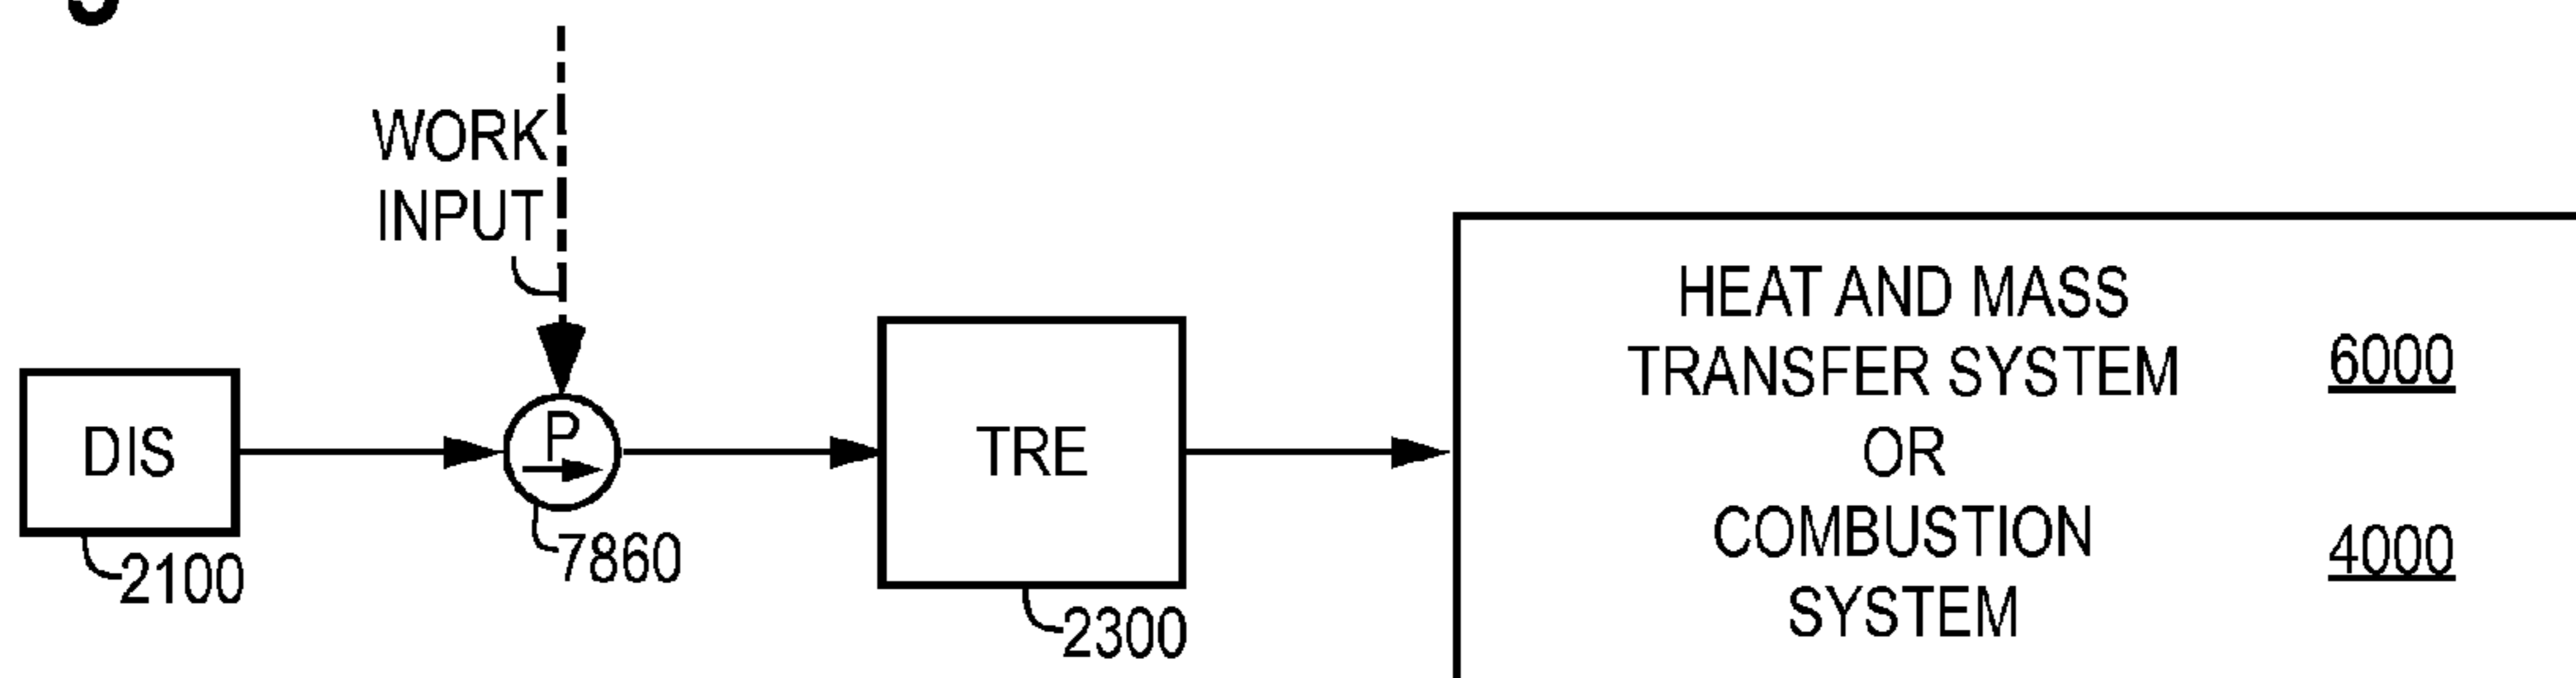 WORK
INPUT
DIS
P
TRE
2100
7860
2300
HEAT AND MASS
TRANSFER SYSTEM
6000
OR
COMBUSTION
SYSTEM
4000